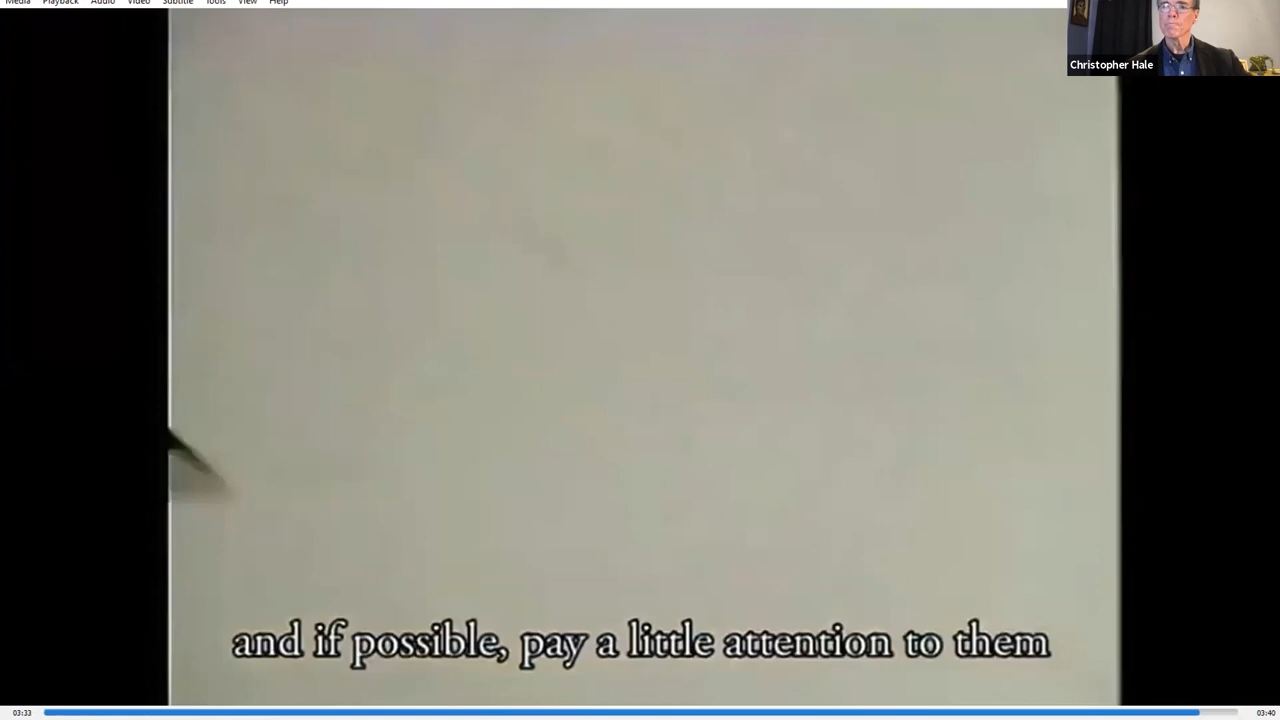 Media Playback Audio Video Subtitle Tools View Help
Christopher Hale
and if possible, pay a little attention to them
03:33 03:40